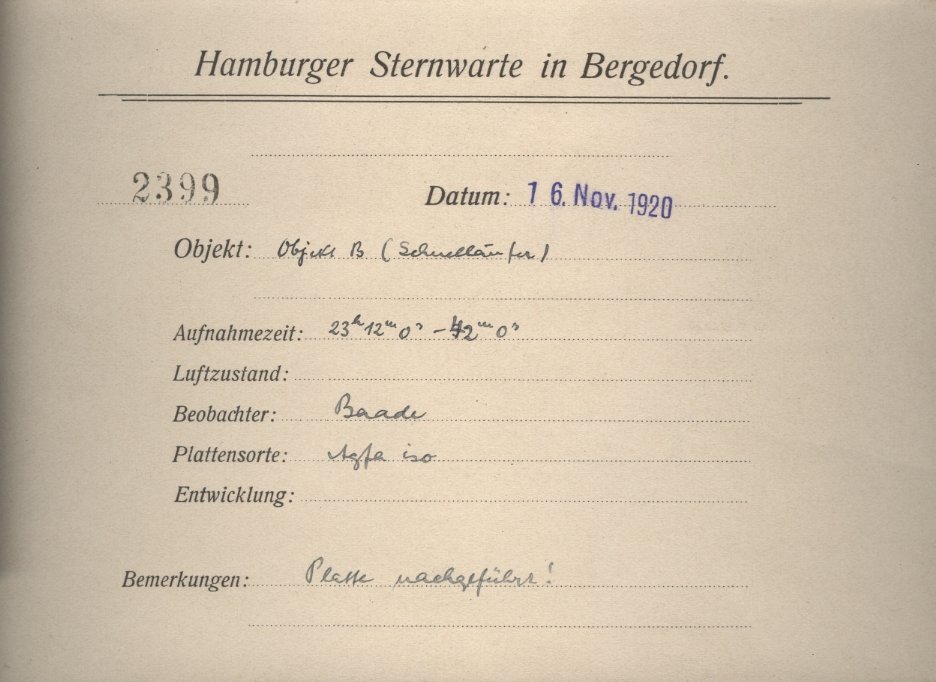 Hamburger Sternwarte in Bergedorf.
2399 Datum: 16. Nov. 1920
Objekt: Objekt B (Schnelläufer)
Aufnahmezeit: 23h 12m 0s - 42m 0s
Luftzustand:
Beobachter: Baade
Plattensorte: Agfa iso
Entwicklung:
Bemerkungen: Platte nachgeführt!